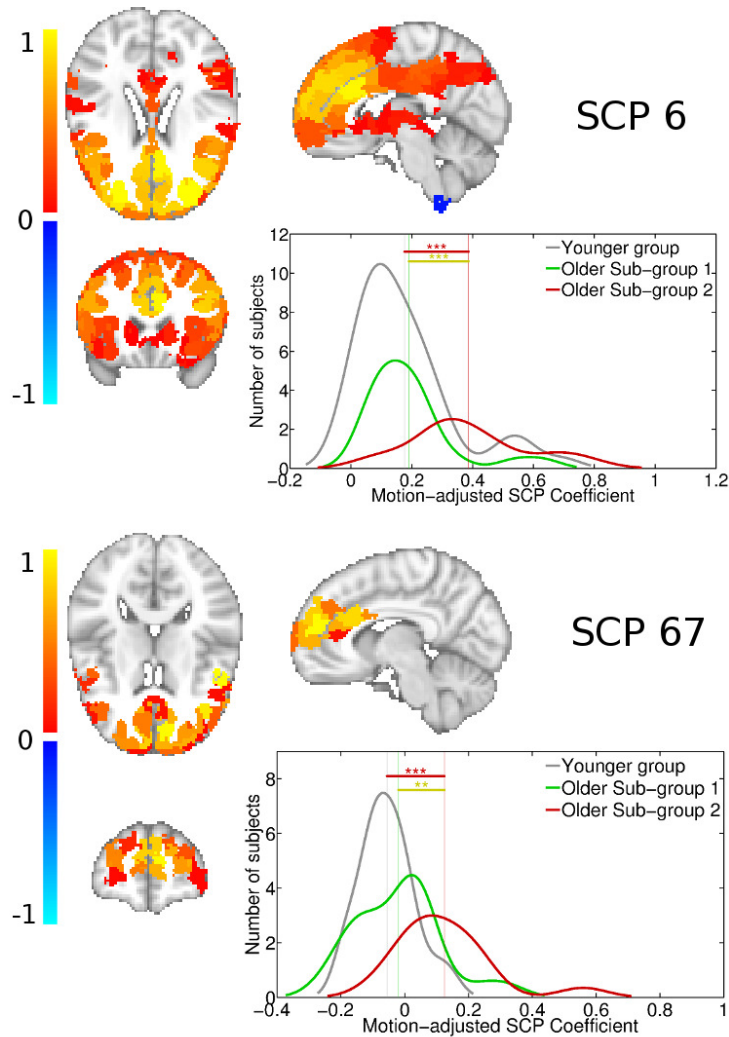 1
0
-1
SCP 6
12
10
8
6
4
2
0
Number of subjects
***
***
Younger group
Older Sub-group 1
Older Sub-group 2
-0.2 0 0.2 0.4 0.6 0.8 1 1.2
Motion-adjusted SCP Coefficient
1
0
-1
SCP 67
8
6
4
2
0
Number of subjects
***
**
Younger group
Older Sub-group 1
Older Sub-group 2
-0.4 -0.2 0 0.2 0.4 0.6 0.8 1
Motion-adjusted SCP Coefficient